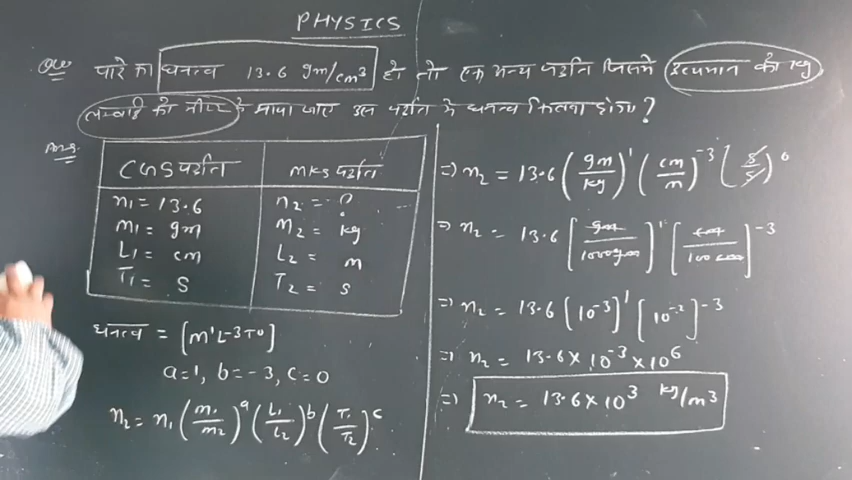 PHYSICS
Que पारे का घनत्व 13.6 gm/cm³ है तो एक अन्य पद्धति जिसमे द्रव्यमान को kg
लम्बाई को मीटर मे मापा जाए उस पद्धति मे घनत्व कितना होगा?
Ans
CGS पद्धति MKS पद्धति
n₁ = 13.6 n₂ = ?
m₁ = gm m₂ = kg
L₁ = cm L₂ = m
T₁ = s T₂ = s
घनत्व = [M¹L⁻³T⁰]
a=1, b=-3, c=0
n₂ = n₁ (m₁/m₂)ᵃ (L₁/L₂)ᵇ (T₁/T₂)ᶜ
⇒ n₂ = 13.6 (gm/kg)¹ (cm/m)⁻³ (s/s)⁰
⇒ n₂ = 13.6 [gm/1000gm]¹ [cm/100cm]⁻³
⇒ n₂ = 13.6 (10⁻³)¹ [10⁻²]⁻³
⇒ n₂ = 13.6 × 10⁻³ × 10⁶
⇒ n₂ = 13.6 × 10³ kg/m³